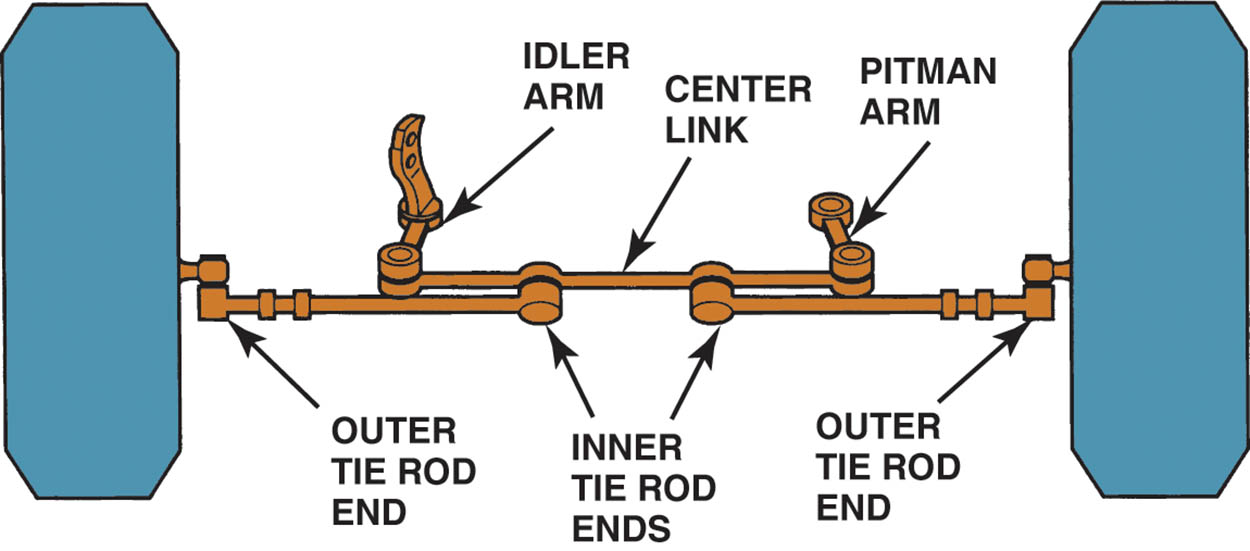 IDLER
ARM
CENTER
LINK
PITMAN
ARM
OUTER
TIE ROD
END
INNER
TIE ROD
ENDS
OUTER
TIE ROD
END